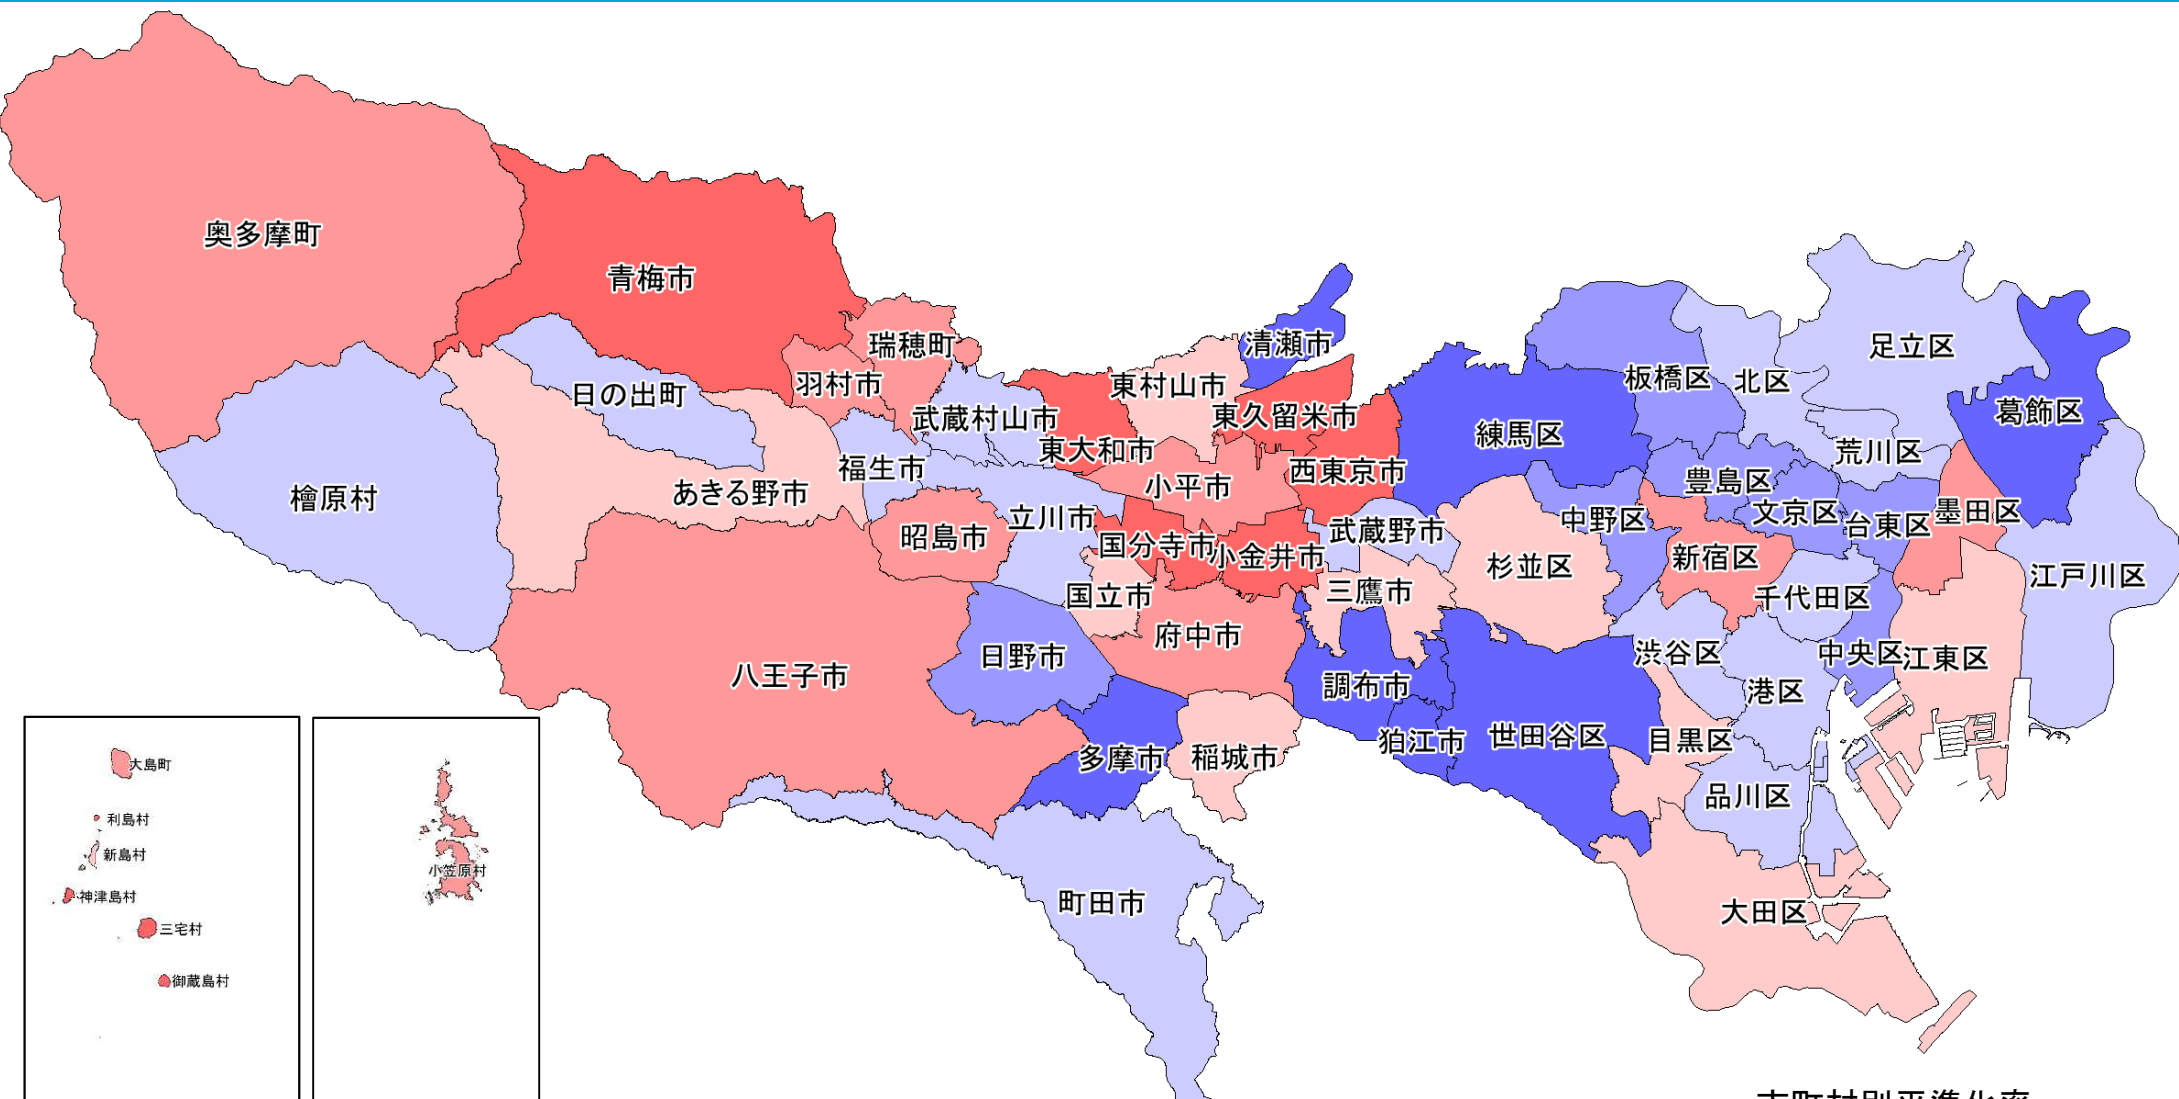 奥多摩町
青梅市
瑞穂町
羽村市
日の出町
武蔵村山市
東村山市
清瀬市
東久留米市
東大和市
檜原村
あきる野市
福生市
小平市
西東京市
昭島市
立川市
国分寺市
小金井市
武蔵野市
国立市
三鷹市
府中市
日野市
八王子市
調布市
多摩市
稲城市
狛江市
町田市
足立区
板橋区
北区
葛飾区
練馬区
荒川区
豊島区
文京区
台東区
墨田区
中野区
新宿区
杉並区
千代田区
江戸川区
渋谷区
中央区
江東区
港区
世田谷区
目黒区
品川区
大田区
大島町
利島村
新島村
神津島村
三宅村
御蔵島村
小笠原村